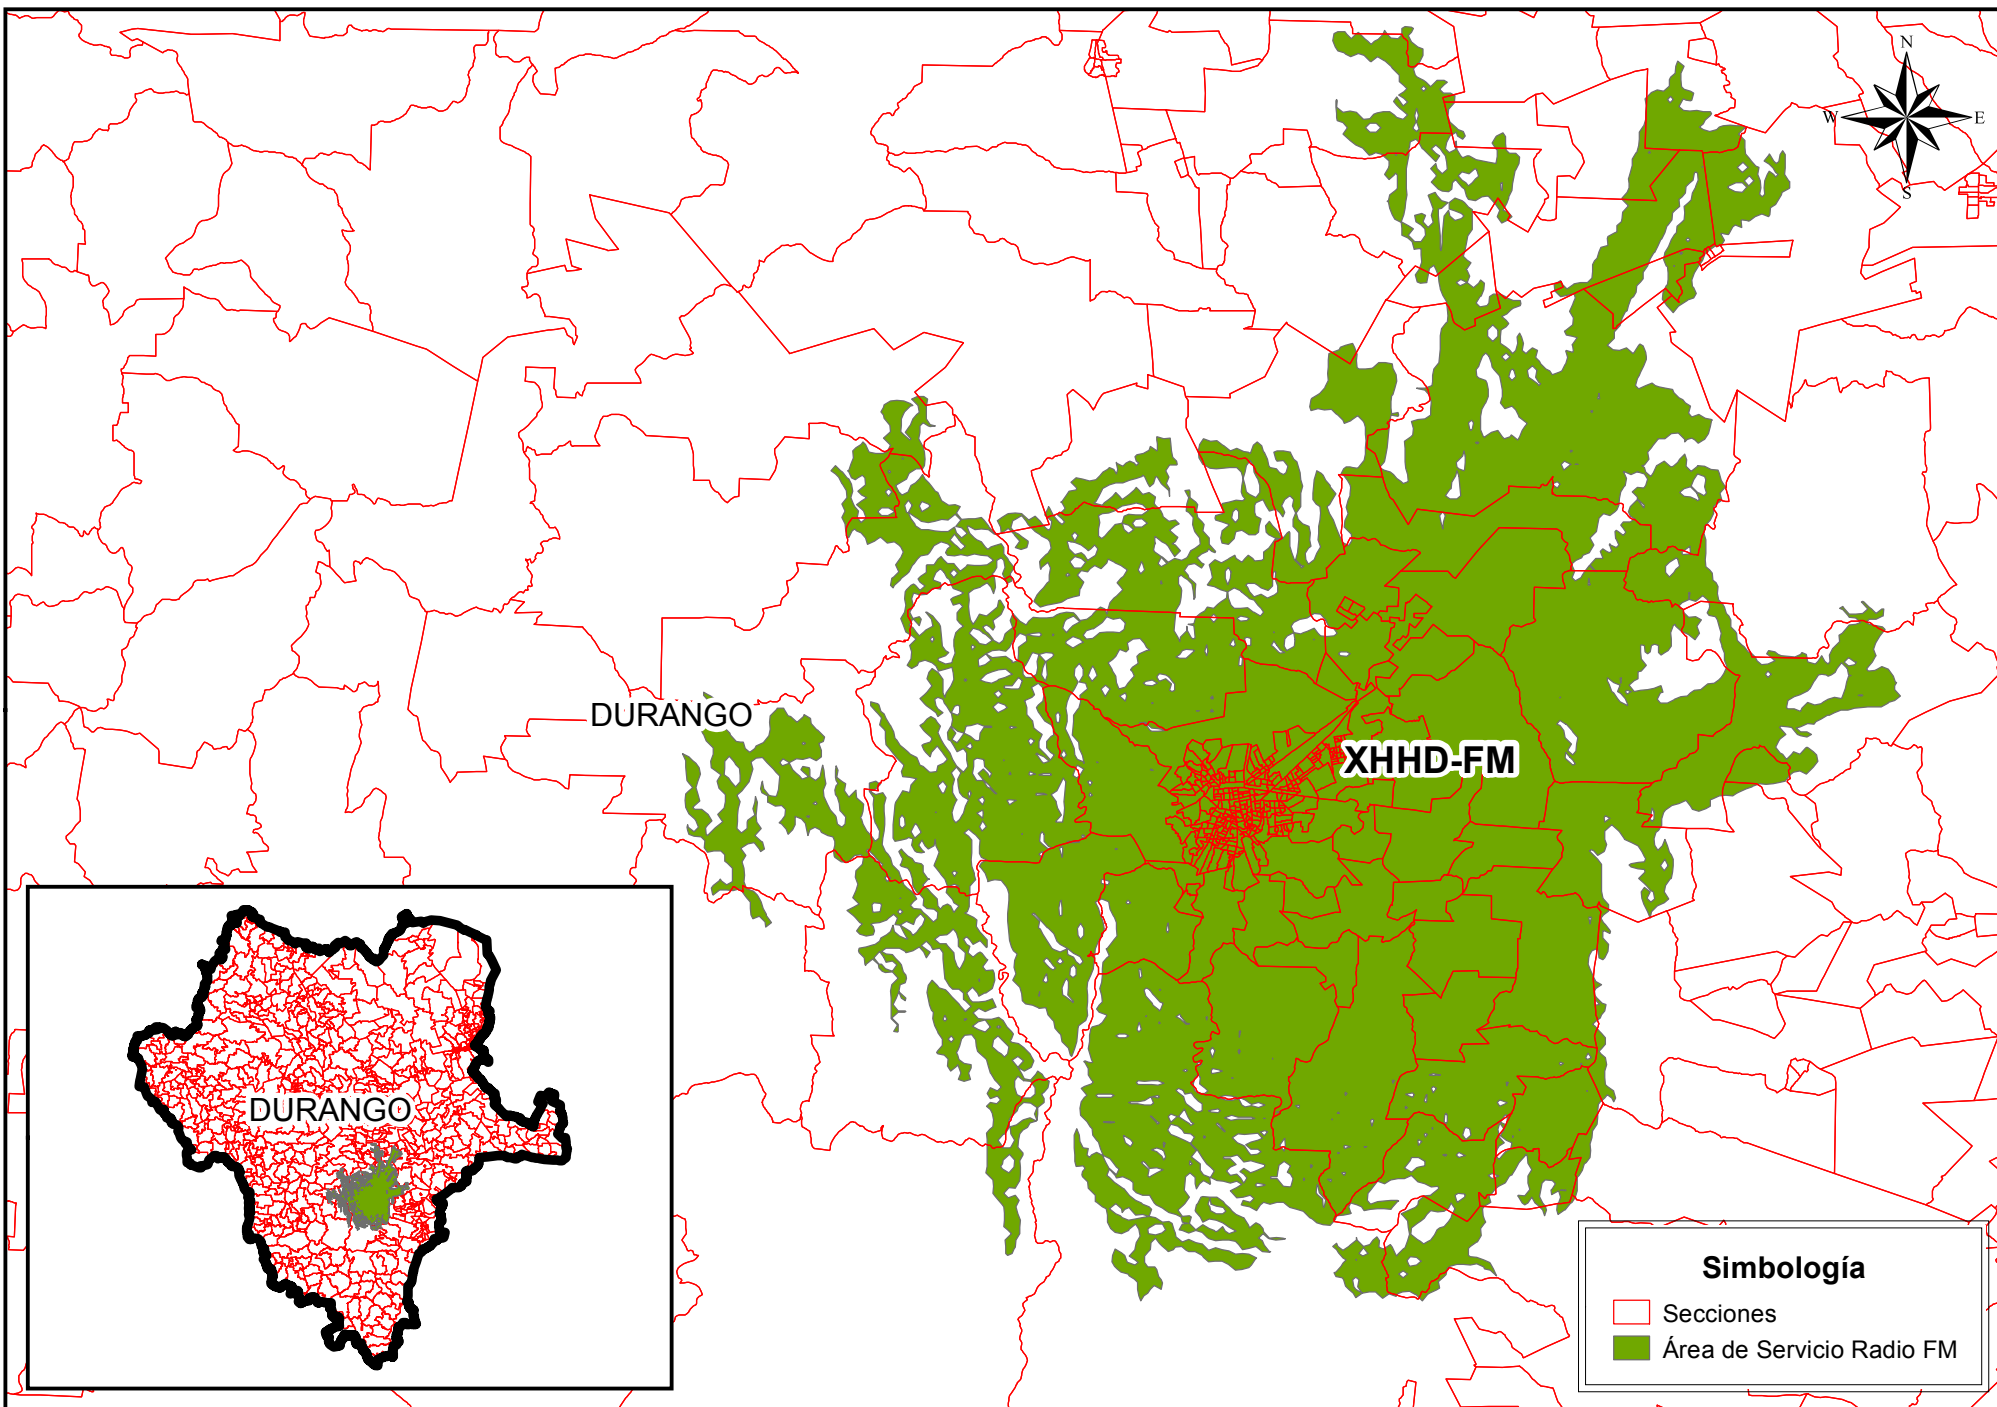 N
W E
S
DURANGO
XHHD-FM
DURANGO
Simbología
Secciones
Área de Servicio Radio FM